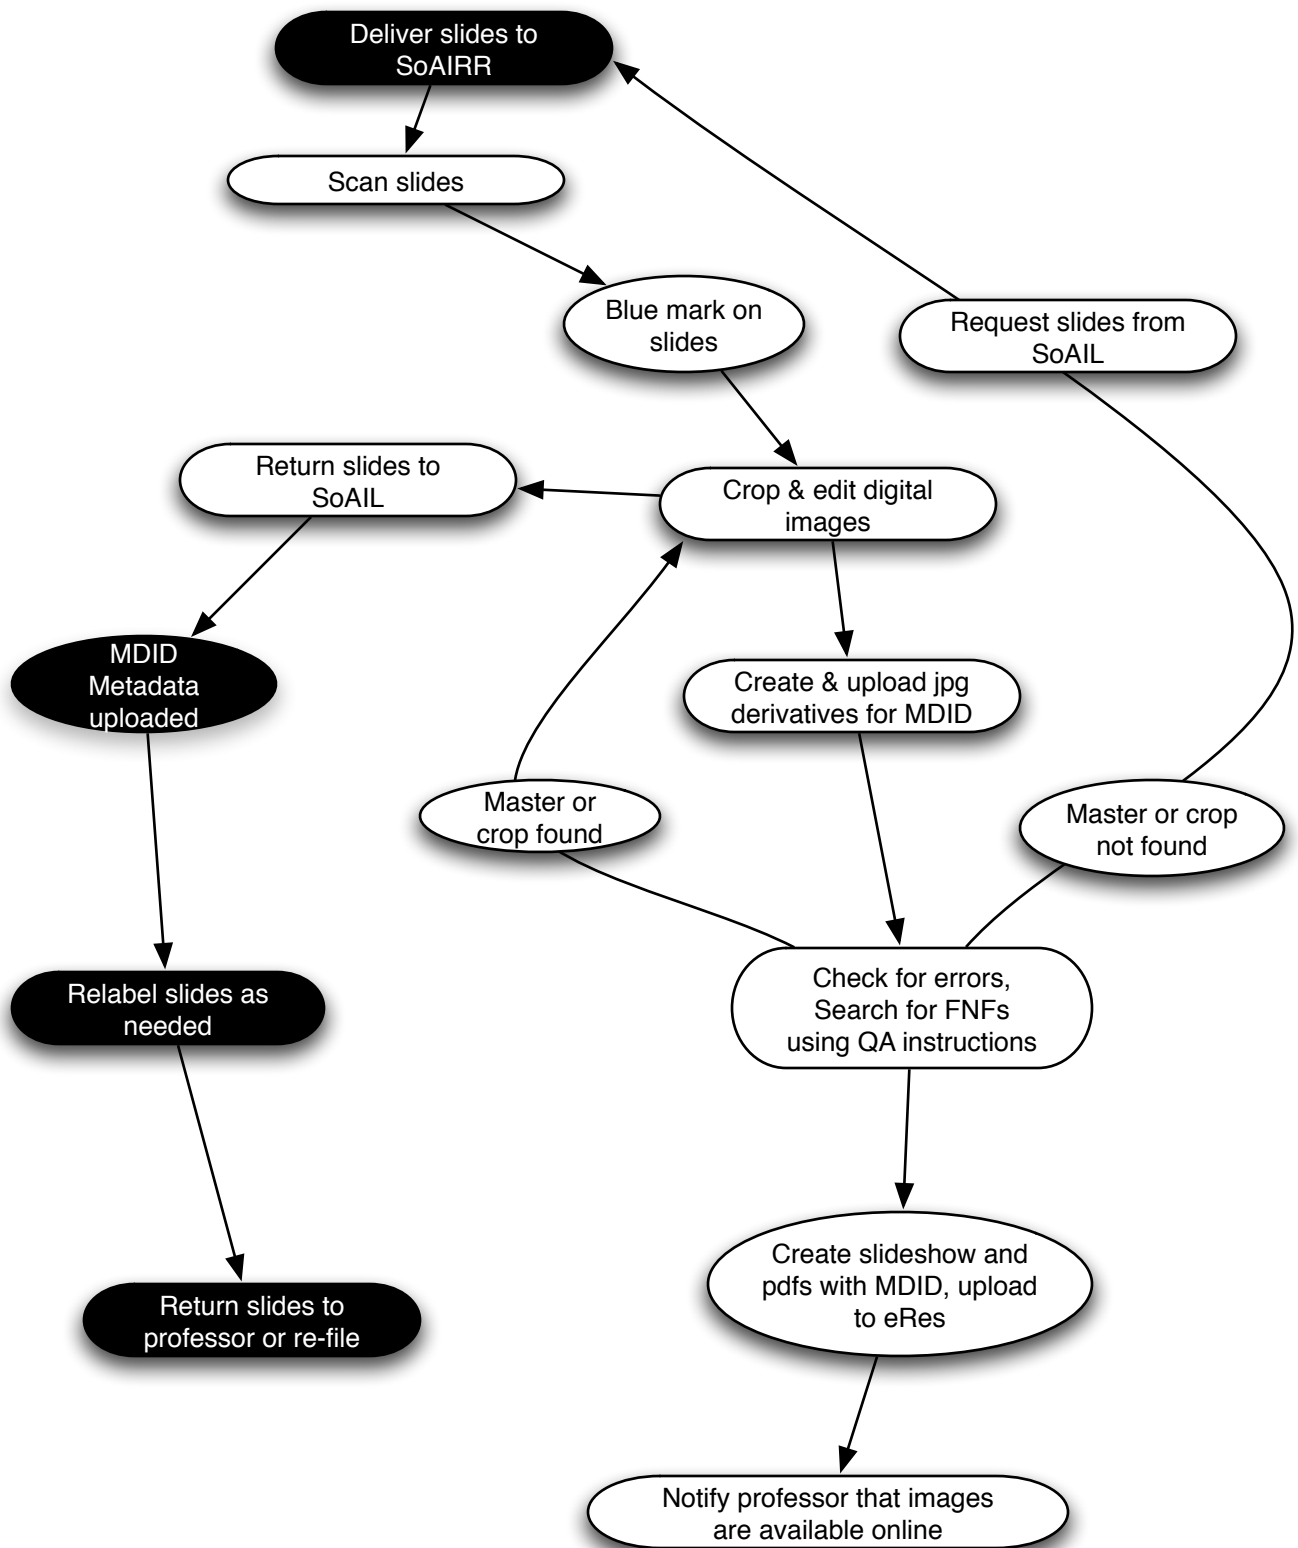 Deliver slides to
SoAIRR
Scan slides
Blue mark on
slides
Request slides from
SoAIL
Return slides to
SoAIL
Crop & edit digital
images
MDID
Metadata
uploaded
Create & upload jpg
derivatives for MDID
Master or
crop found
Master or crop
not found
Relabel slides as
needed
Check for errors,
Search for FNFs
using QA instructions
Create slideshow and
pdfs with MDID, upload
to eRes
Return slides to
professor or re-file
Notify professor that images
are available online